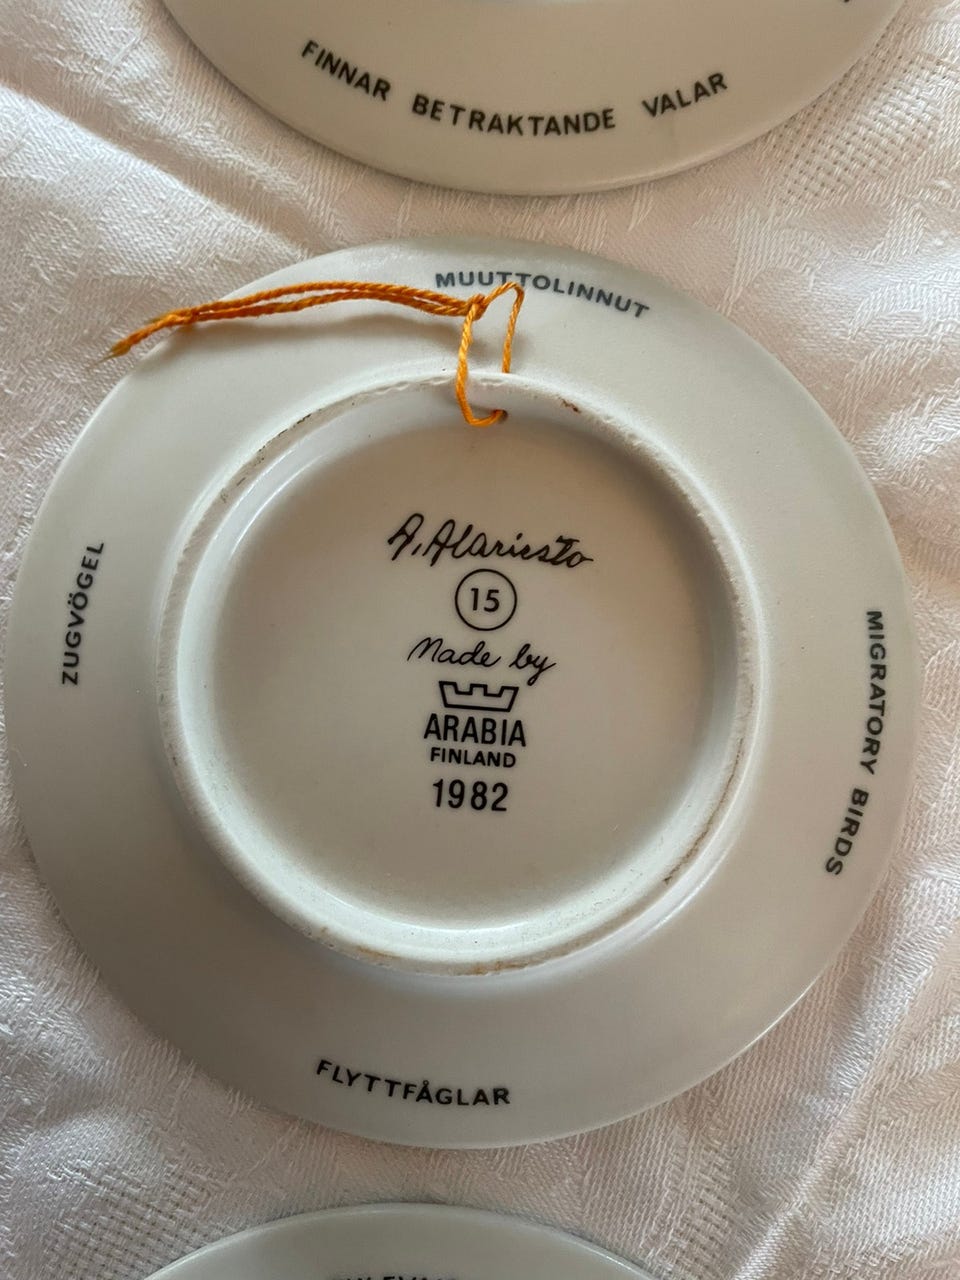 FINNAR BETRAKTANDE VALAR
MUUTTOLINNUT
ZUGVÖGEL
A. Alariesto
15
Made by
ARABIA
FINLAND
1982
MIGRATORY BIRDS
FLYTTFÅGLAR